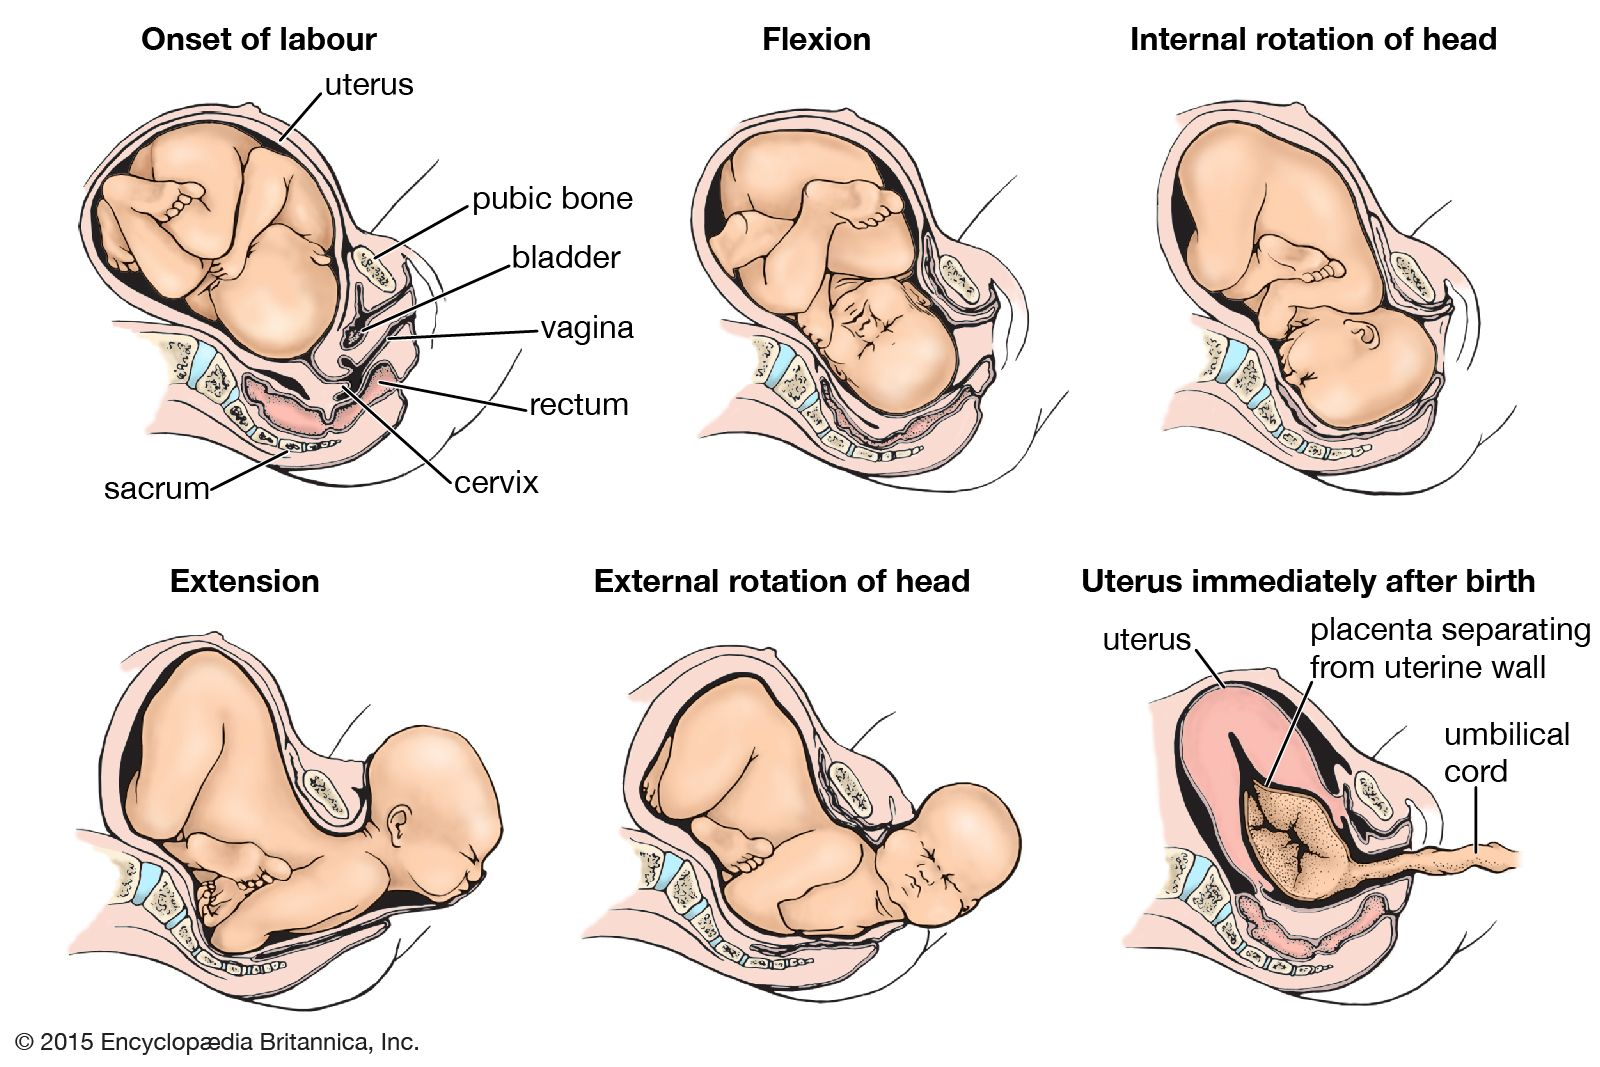 Onset of labour
uterus
pubic bone
bladder
vagina
rectum
cervix
sacrum
Flexion
Internal rotation of head
Extension
External rotation of head
Uterus immediately after birth
uterus
placenta separating
from uterine wall
umbilical
cord
© 2015 Encyclopædia Britannica, Inc.